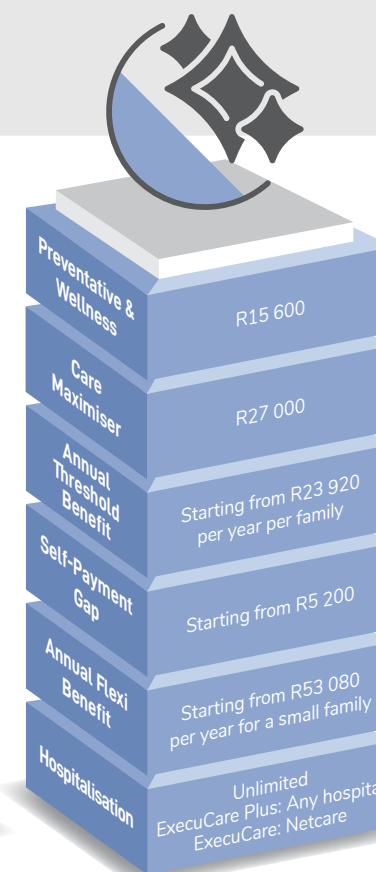 Preventative &
Wellness
R15 600
Care
Maximiser
R27 000
Annual
Threshold
Benefit
Starting from R23 920
per year per family
Self-Payment
Gap
Starting from R5 200
Annual Flexi
Benefit
Starting from R53 080
per year for a small family
Hospitalisation
Unlimited
ExecuCare Plus: Any hospita
ExecuCare: Netcare